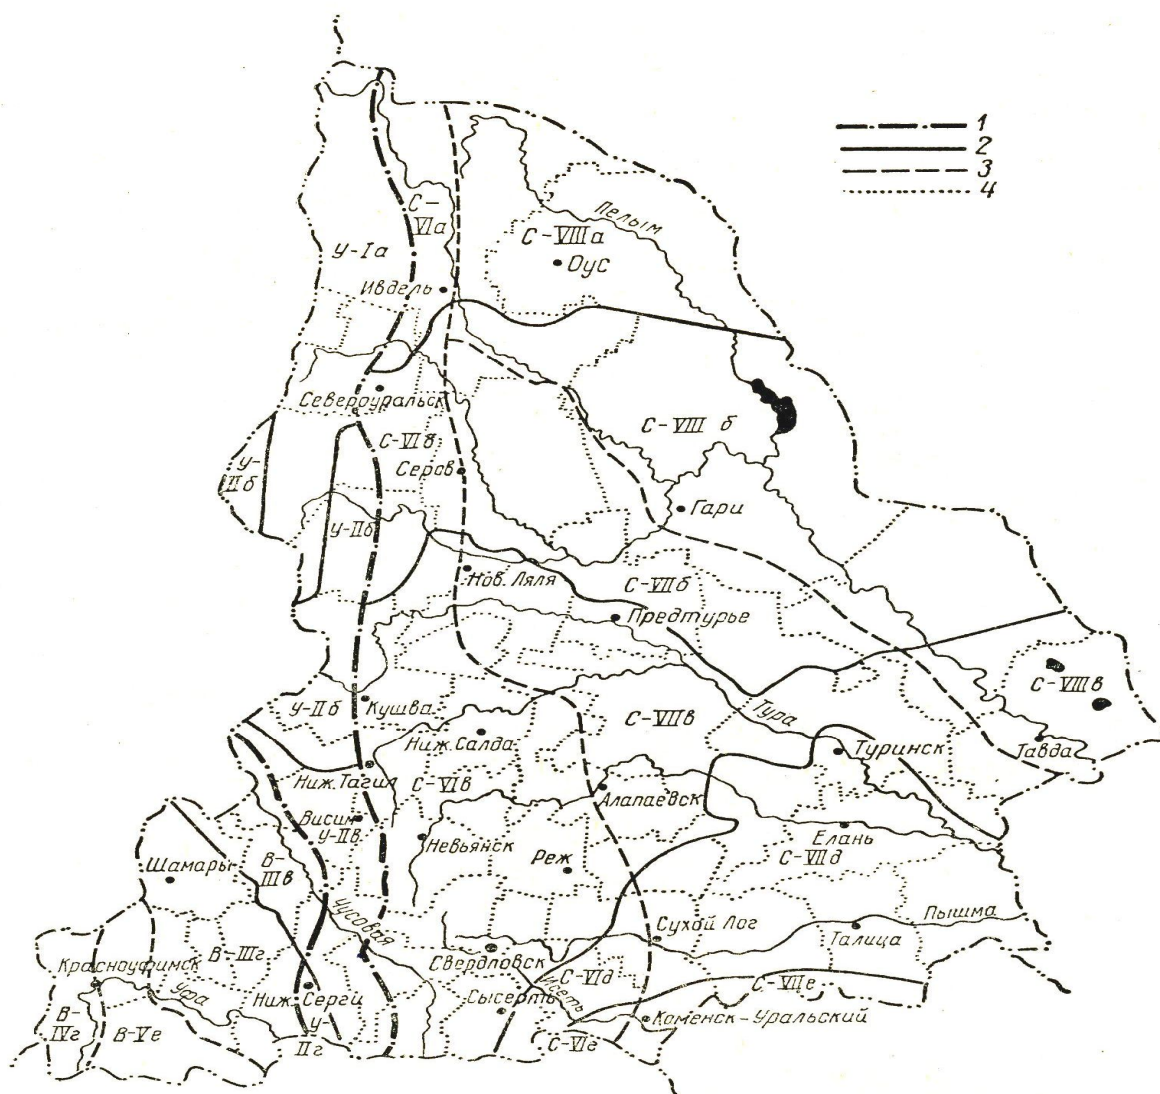 1
2
3
4
С-
VIа
С-VIIIа
Пелым
Оус
У-Iа
Ивдель
Североуральск
С-VIб
У-
IIб
Серов
С-VIII б
Гари
У-IIб
Нов. Ляля
С-VIIб
Предтурье
У-IIб
Кушва
С-VIIв
Тура
С-VIIIв
Ниж. Салда
Туринск
Тавда
Ниж. Тагил
С-VIв
Алапаевск
Висим
У-IIв
Невьянск
Елань
С-VIIд
Шамары
В-
IIIв
Реж
Чусовая
Сухой Лог
Пышма
Талица
Красноуфимск
В-IIIг
Свердловск
С-VIд
Уфа
Ниж. Серги
Сысерть
Исеть
С-VIIе
В-
IVг
В-Vе
У-
IIг
Каменск-Уральский
С-VIе